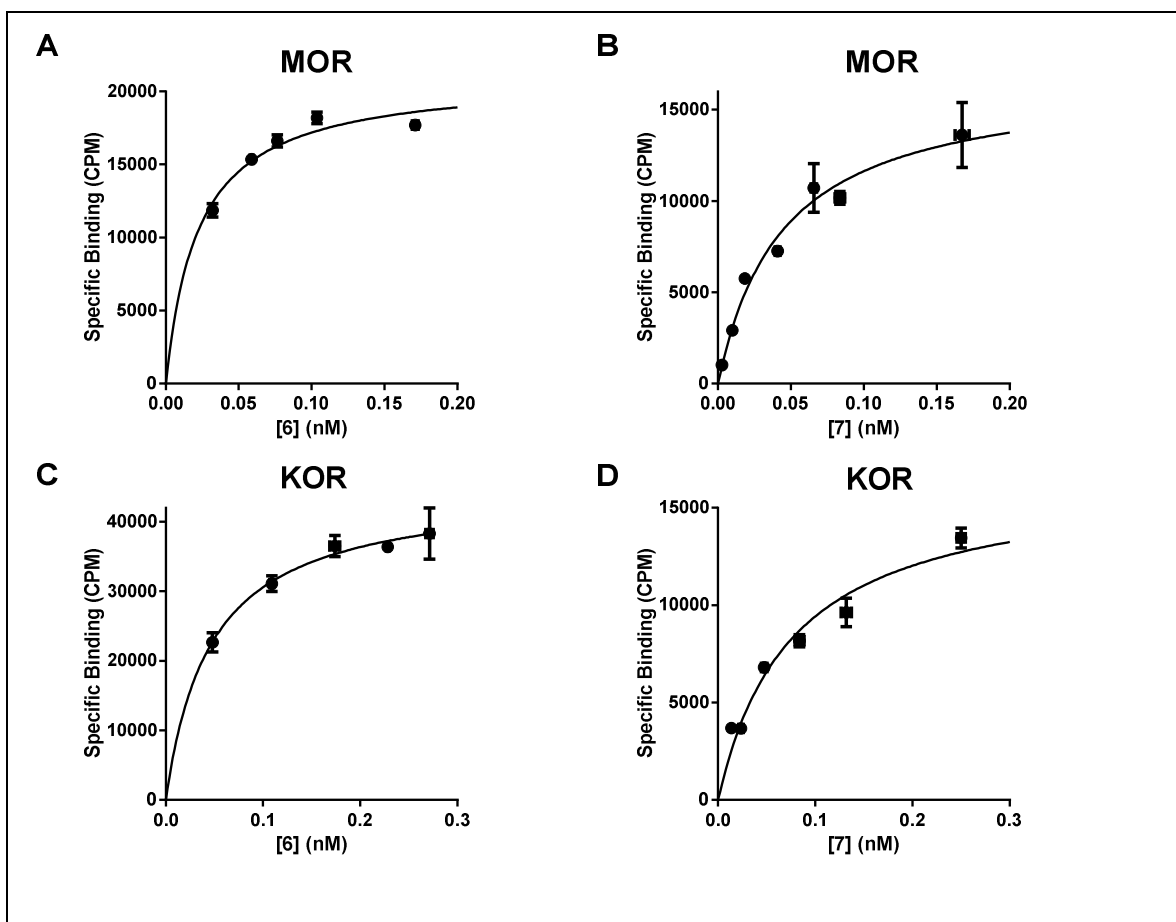 A
MOR
Specific Binding (CPM)
20000
15000
10000
5000
0
0.00 0.05 0.10 0.15 0.20
[6] (nM)
B
MOR
Specific Binding (CPM)
15000
10000
5000
0
0.00 0.05 0.10 0.15 0.20
[7] (nM)
C
KOR
Specific Binding (CPM)
40000
30000
20000
10000
0
0.0 0.1 0.2 0.3
[6] (nM)
D
KOR
Specific Binding (CPM)
15000
10000
5000
0
0.0 0.1 0.2 0.3
[7] (nM)